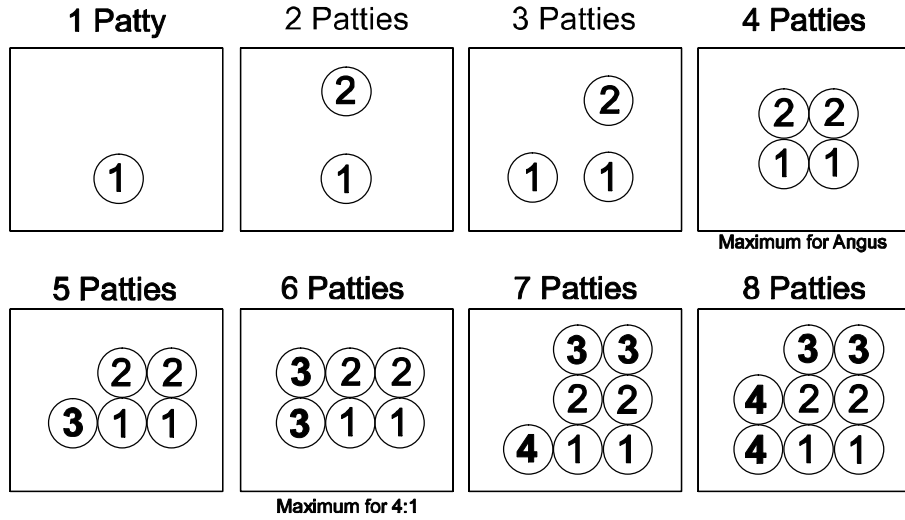 1 Patty
2 Patties
3 Patties
4 Patties
1
2
1
2
1 1
2 2
1 1
Maximum for Angus
5 Patties
6 Patties
7 Patties
8 Patties
2 2
3 1 1
3 2 2
3 1 1
3 3
2 2
4 1 1
3 3
4 2 2
4 1 1
Maximum for 4:1